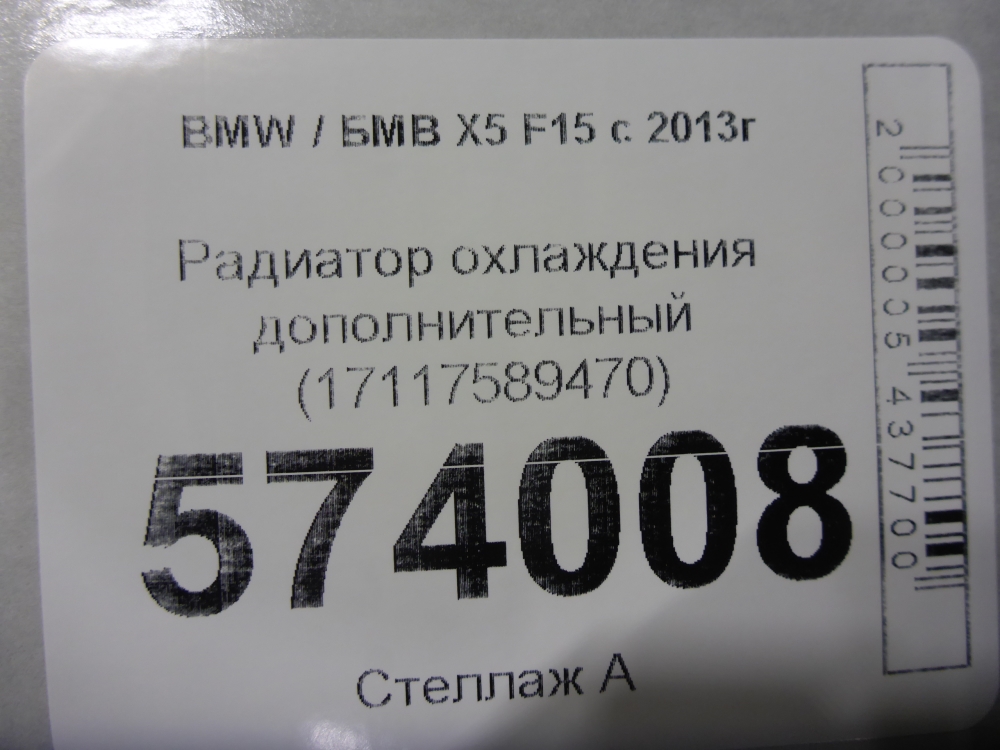 BMW / БМВ X5 F15 с 2013г
Радиатор охлаждения
дополнительный
(17117589470)
574008
Стеллаж А
2000005437700